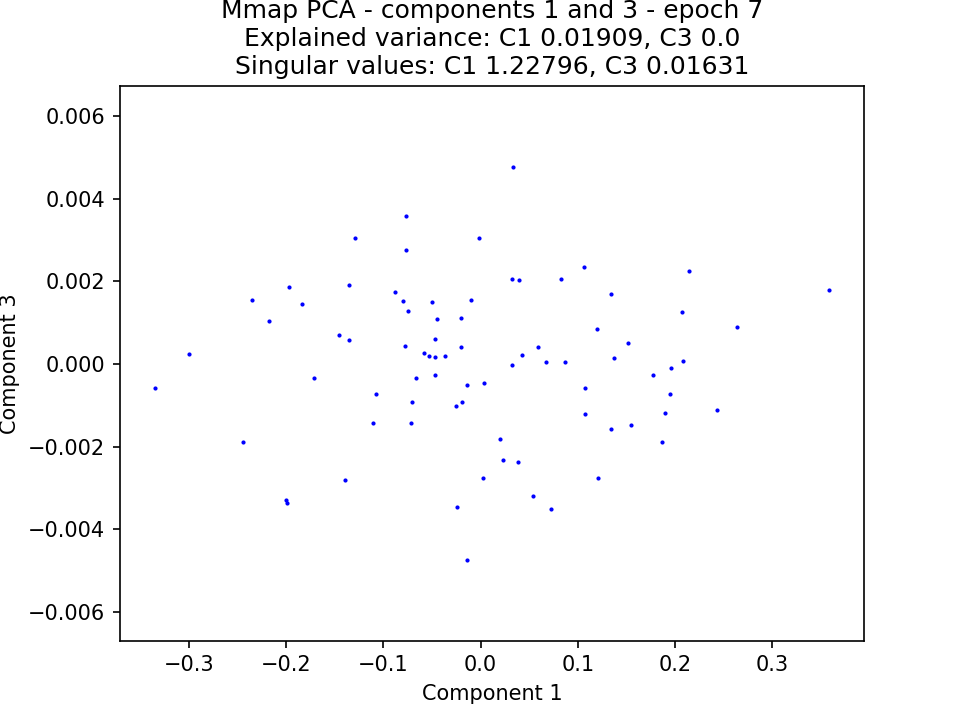 Mmap PCA - components 1 and 3 - epoch 7
Explained variance: C1 0.01909, C3 0.0
Singular values: C1 1.22796, C3 0.01631
0.006
0.004
0.002
0.000
−0.002
−0.004
−0.006
Component 3
−0.3 −0.2 −0.1 0.0 0.1 0.2 0.3
Component 1